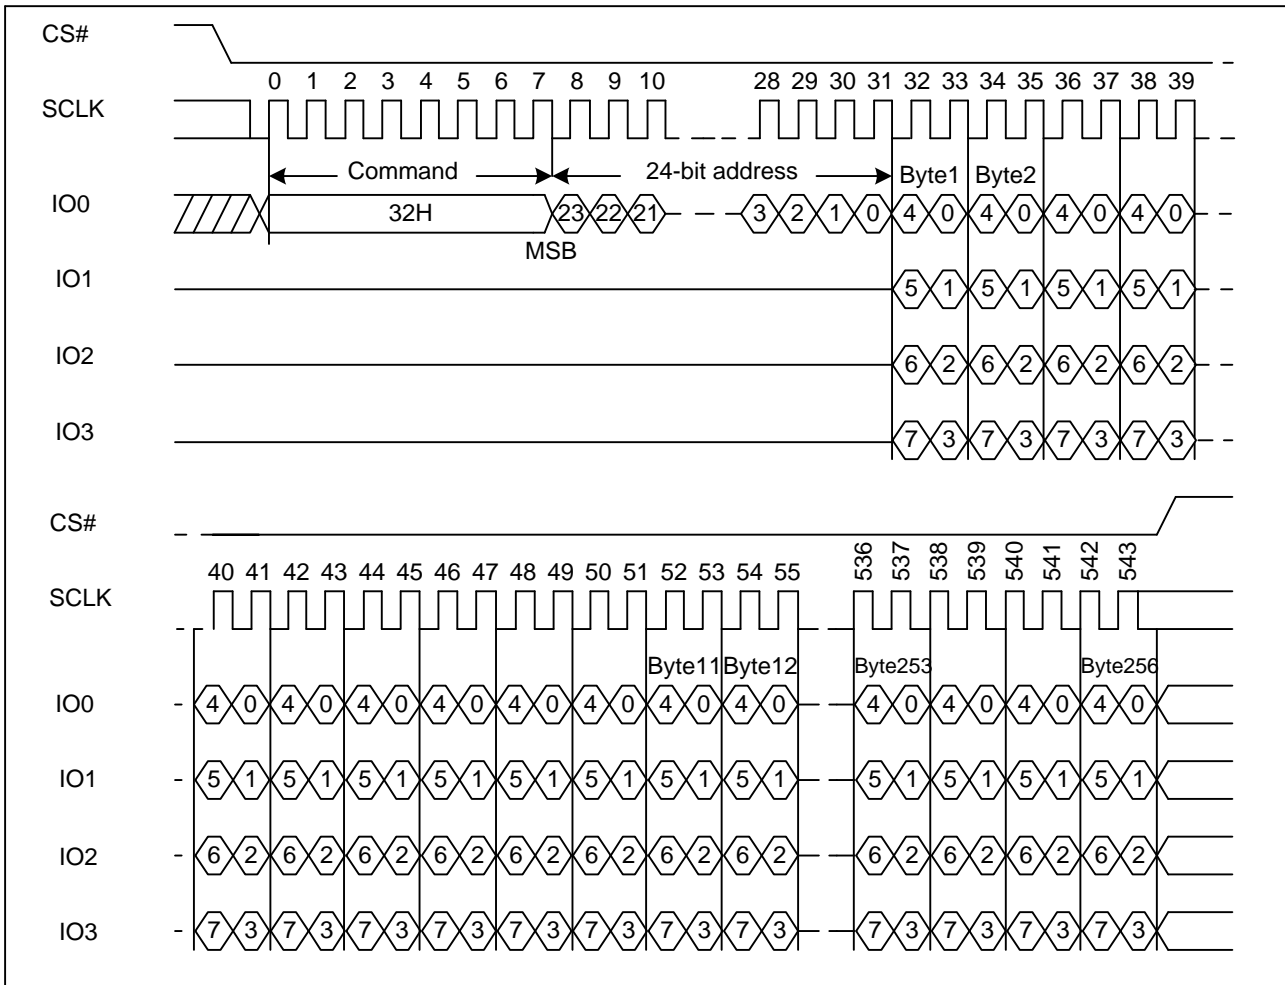 CS#
0 1 2 3 4 5 6 7 8 9 10 28 29 30 31 32 33 34 35 36 37 38 39
SCLK
Command 24-bit address Byte1 Byte2
IO0 32H 23 22 21 3 2 1 0 4 0 4 0 4 0 4 0
MSB
IO1 5 1 5 1 5 1 5 1
IO2 6 2 6 2 6 2 6 2
IO3 7 3 7 3 7 3 7 3
CS#
40 41 42 43 44 45 46 47 48 49 50 51 52 53 54 55 536 537 538 539 540 541 542 543
SCLK
Byte11 Byte12 Byte253 Byte256
IO0 4 0 4 0 4 0 4 0 4 0 4 0 4 0 4 0 4 0 4 0 4 0 4 0
IO1 5 1 5 1 5 1 5 1 5 1 5 1 5 1 5 1 5 1 5 1 5 1 5 1
IO2 6 2 6 2 6 2 6 2 6 2 6 2 6 2 6 2 6 2 6 2 6 2 6 2
IO3 7 3 7 3 7 3 7 3 7 3 7 3 7 3 7 3 7 3 7 3 7 3 7 3